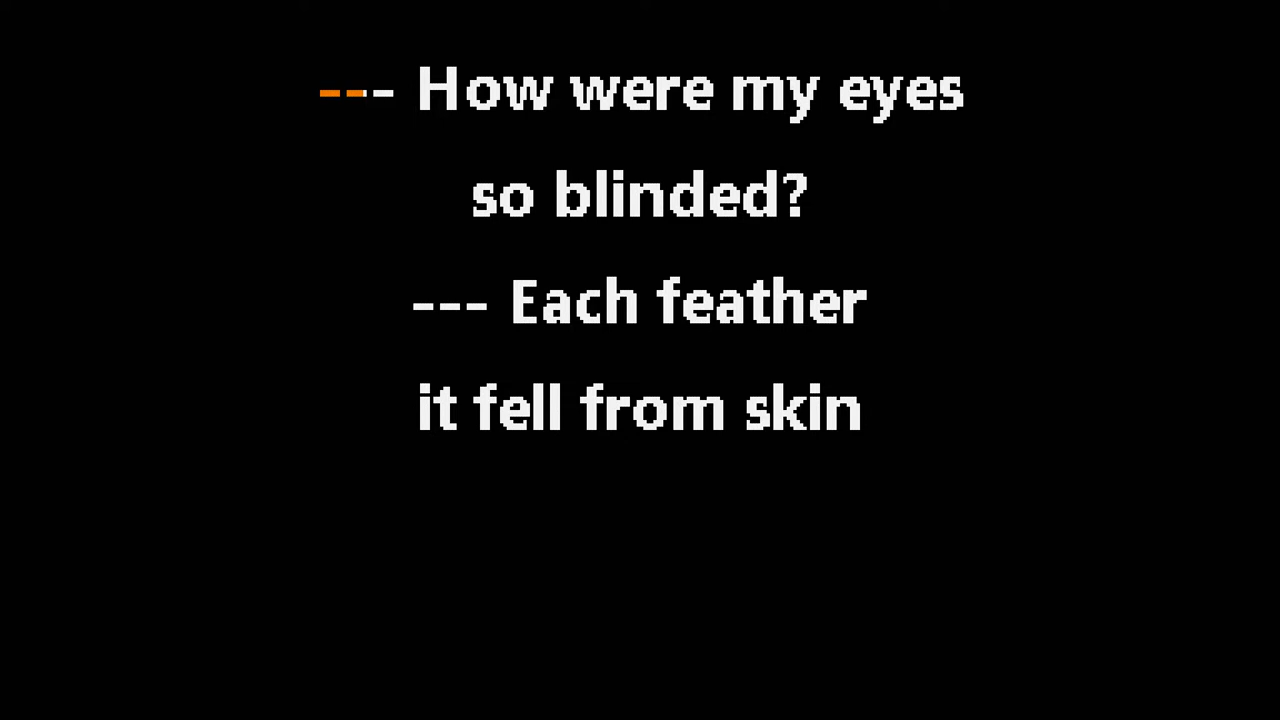 --- How were my eyes
so blinded?
--- Each feather
it fell from skin